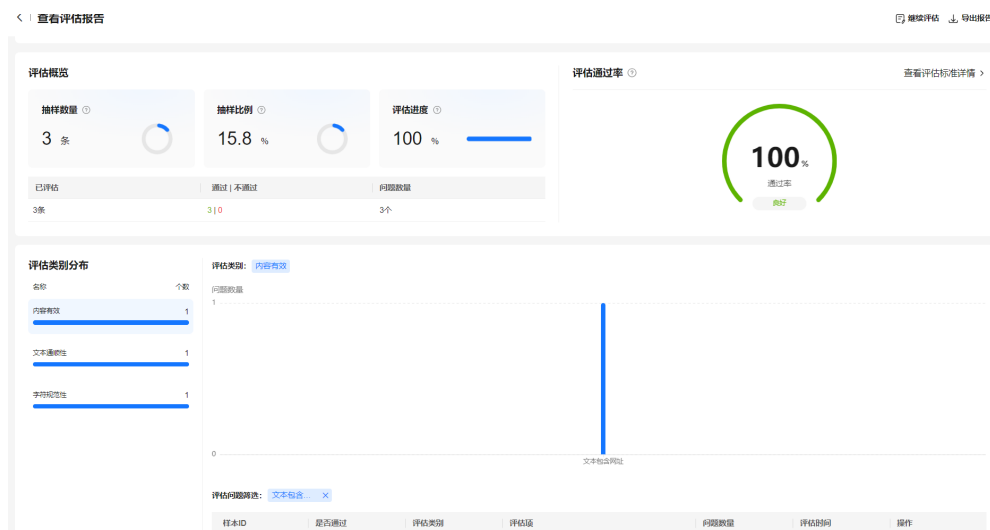 查看评估报告
继续评估 导出报告
评估概览
评估通过率
查看评估标准详情
抽样数量
3 条
抽样比例
15.8 %
评估进度
100 %
100%
通过率
良好
已评估 通过 | 不通过 问题数量
3条 3 | 0 3个
评估类别分布
名称 个数
内容有效 1
文本通顺性 1
字符规范性 1
评估类别: 内容有效
问题数量
1
0
文本包含网址
评估问题筛选: 文本包含... ×
样本ID 是否通过 评估类别 评估项 问题数量 评估时间 操作